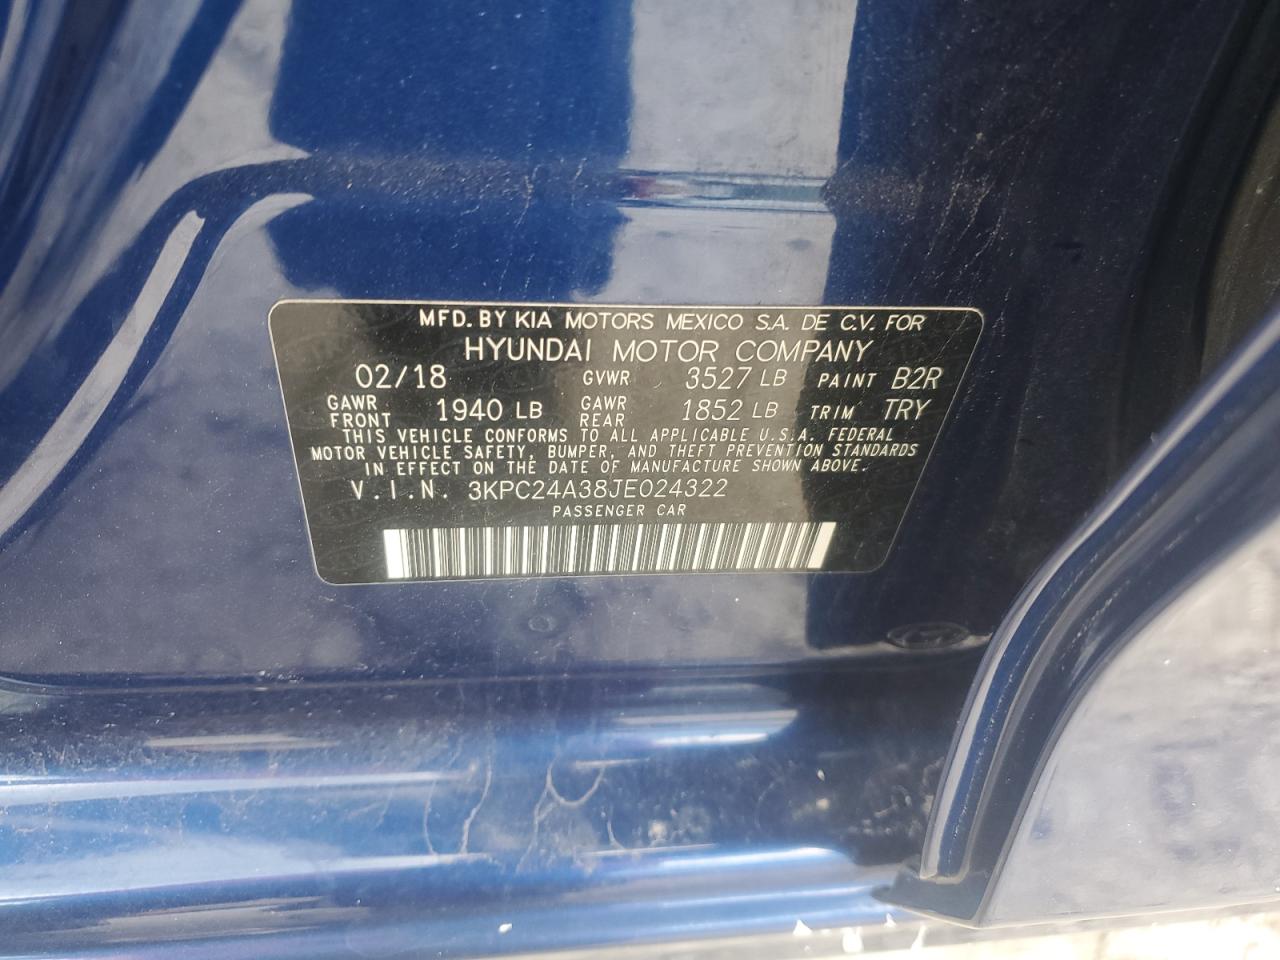 MFD. BY KIA MOTORS MEXICO S.A. DE C.V. FOR
HYUNDAI MOTOR COMPANY
02/18 GVWR 3527 LB PAINT B2R
GAWR FRONT 1940 LB GAWR REAR 1852 LB TRIM TRY
THIS VEHICLE CONFORMS TO ALL APPLICABLE U.S.A. FEDERAL
MOTOR VEHICLE SAFETY, BUMPER, AND THEFT PREVENTION STANDARDS
IN EFFECT ON THE DATE OF MANUFACTURE SHOWN ABOVE.
V.I.N. 3KPC24A38JE024322
PASSENGER CAR